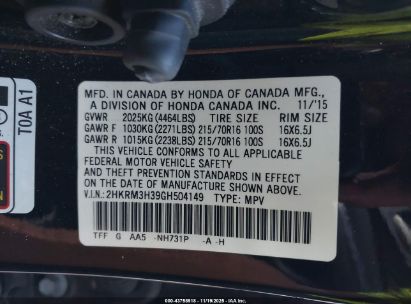 MFD. IN CANADA BY HONDA OF CANADA MFG.,
A DIVISION OF HONDA CANADA INC. 11/'15
GVWR 2025KG (4464LBS) TIRE SIZE RIM SIZE
GAWR F 1030KG (2271LBS) 215/70R16 100S 16X6.5J
GAWR R 1015KG (2238LBS) 215/70R16 100S 16X6.5J
THIS VEHICLE CONFORMS TO ALL APPLICABLE
FEDERAL MOTOR VEHICLE SAFETY
AND THEFT PREVENTION STANDARDS IN
EFFECT ON THE DATE OF MANUFACTURE
SHOWN ABOVE.
V.I.N.: 2HKRM3H39GH504149 TYPE: MPV
TFF G AA5 -NH731P -A -H
T0A A1